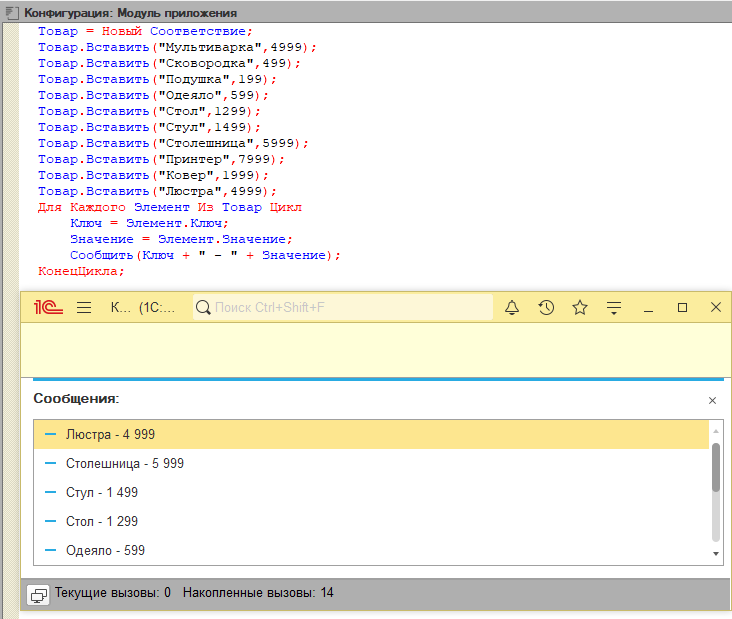 Конфигурация: Модуль приложения
Товар = Новый Соответствие;
Товар.Вставить("Мультиварка",4999);
Товар.Вставить("Сковородка",499);
Товар.Вставить("Подушка",199);
Товар.Вставить("Одеяло",599);
Товар.Вставить("Стол",1299);
Товар.Вставить("Стул",1499);
Товар.Вставить("Столешница",5999);
Товар.Вставить("Принтер",7999);
Товар.Вставить("Ковер",1999);
Товар.Вставить("Люстра",4999);
Для Каждого Элемент Из Товар Цикл
Ключ = Элемент.Ключ;
Значение = Элемент.Значение;
Сообщить(Ключ + " - " + Значение);
КонецЦикла;
1С К... (1С:... Поиск Ctrl+Shift+F
Сообщения:
Люстра - 4 999
Столешница - 5 999
Стул - 1 499
Стол - 1 299
Одеяло - 599
Текущие вызовы: 0 Накопленные вызовы: 14